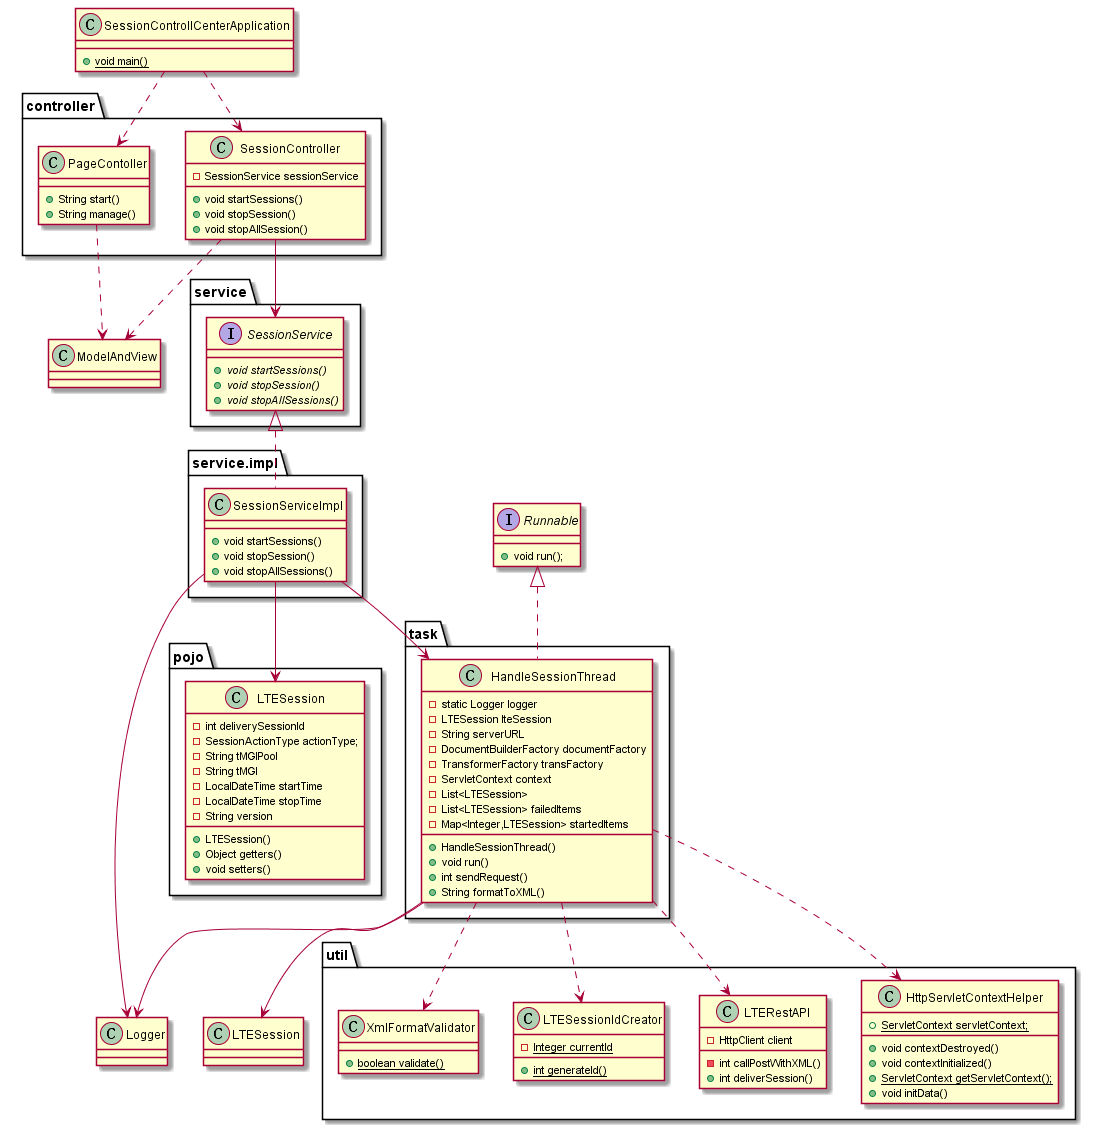 C SessionControllCenterApplication
void main()
controller
C PageContoller
String start()
String manage()
C SessionController
SessionService sessionService
void startSessions()
void stopSession()
void stopAllSession()
service
I SessionService
void startSessions()
void stopSession()
void stopAllSessions()
C ModelAndView
service.impl
C SessionServiceImpl
void startSessions()
void stopSession()
void stopAllSessions()
I Runnable
void run();
pojo
C LTESession
int deliverySessionId
SessionActionType actionType;
String tMGIPool
String tMGI
LocalDateTime startTime
LocalDateTime stopTime
String version
LTESession()
Object getters()
void setters()
task
C HandleSessionThread
static Logger logger
LTESession lteSession
String serverURL
DocumentBuilderFactory documentFactory
TransformerFactory transFactory
ServletContext context
List<LTESession>
List<LTESession> failedItems
Map<Integer,LTESession> startedItems
HandleSessionThread()
void run()
int sendRequest()
String formatToXML()
C Logger
C LTESession
util
C XmlFormatValidator
boolean validate()
C LTESessionIdCreator
Integer currentId
int generateId()
C LTERestAPI
HttpClient client
int callPostWithXML()
int deliverSession()
C HttpServletContextHelper
ServletContext servletContext;
void contextDestroyed()
void contextInitialized()
ServletContext getServletContext();
void initData()